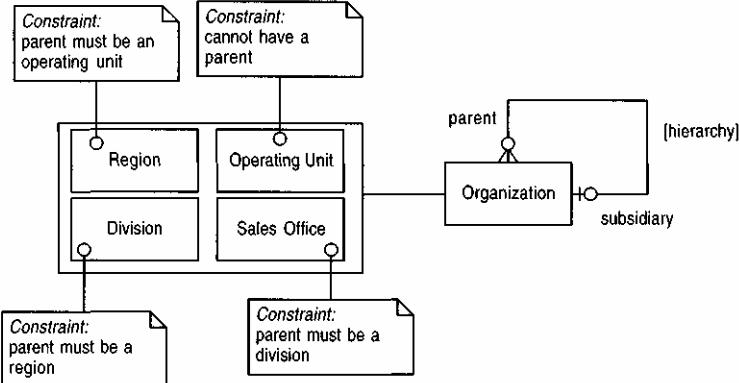 Constraint:
parent must be an
operating unit
Constraint:
cannot have a
parent
parent
[hierarchy]
Region
Operating Unit
Organization
Division
Sales Office
subsidiary
Constraint:
parent must be a
region
Constraint:
parent must be a
division